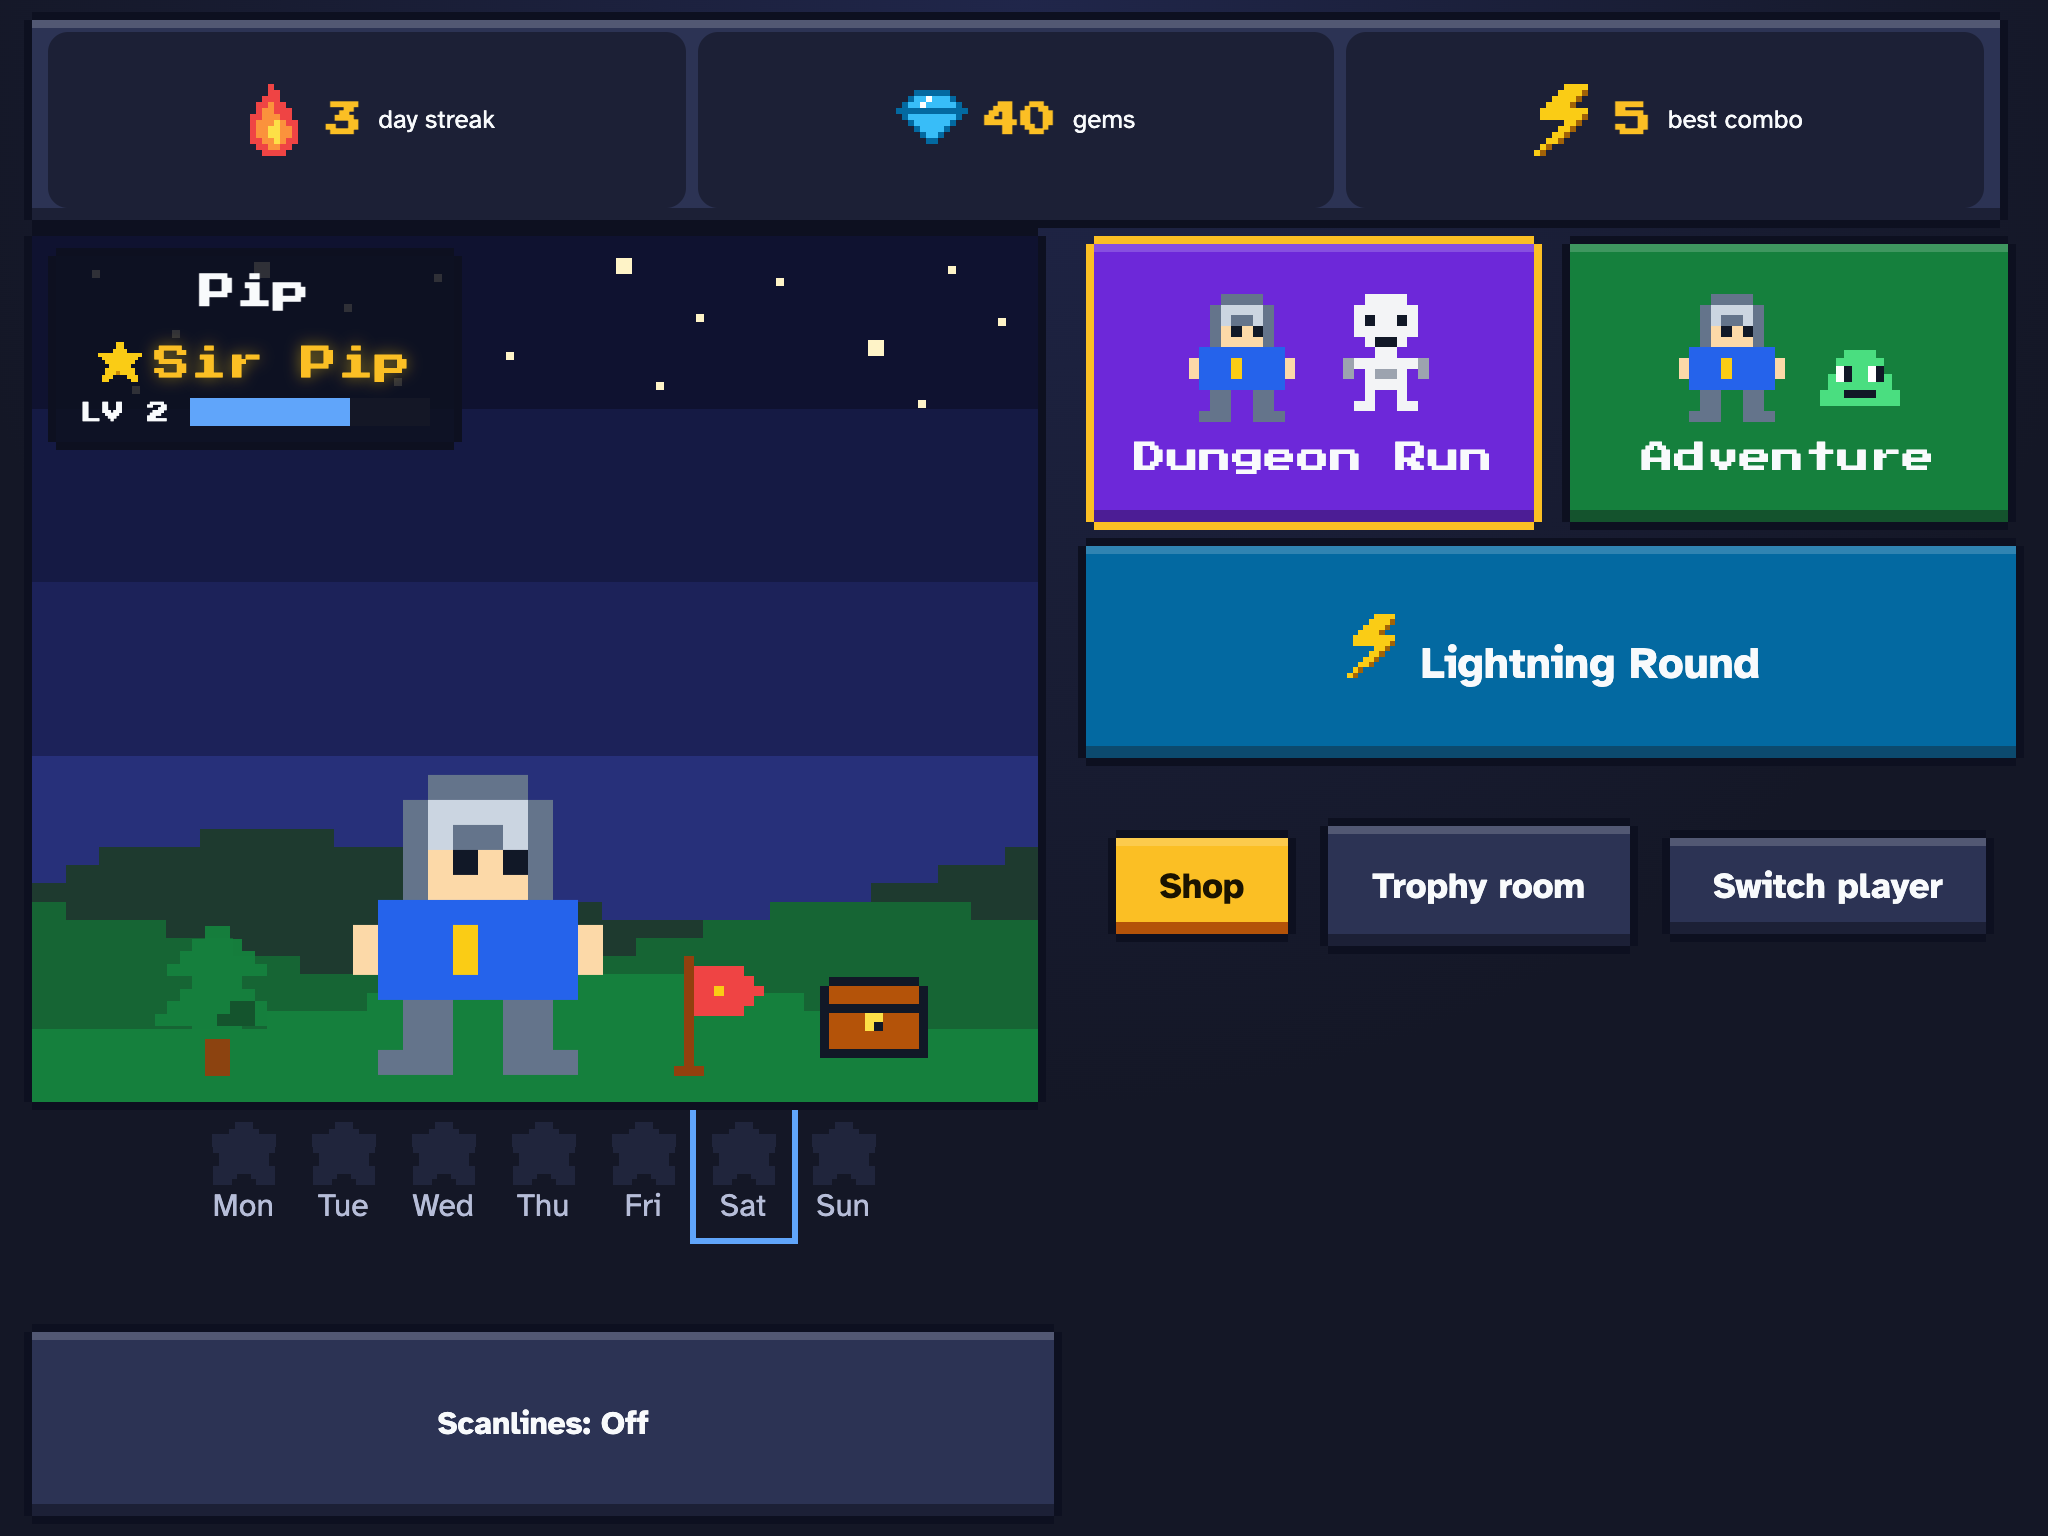 3 day streak
40 gems
5 best combo
Pip
Sir Pip
LV 2
Dungeon Run
Adventure
Lightning Round
Shop
Trophy room
Switch player
Mon Tue Wed Thu Fri Sat Sun
Scanlines: Off